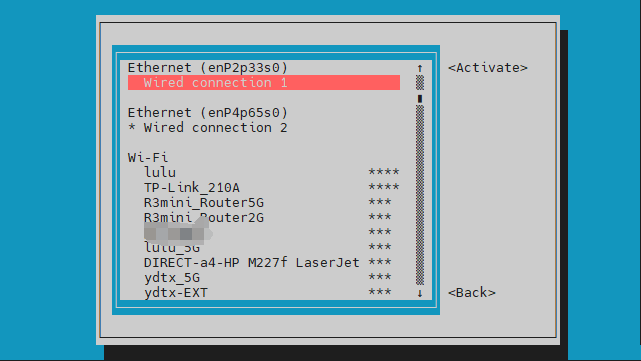 Ethernet (enP2p33s0) ↑ <Activate>
Wired connection 1
Ethernet (enP4p65s0)
* Wired connection 2
Wi-Fi
lulu ****
TP-Link_210A ****
R3mini_Router5G ***
R3mini_Router2G ***
***
lulu_5G ***
DIRECT-a4-HP M227f LaserJet ***
ydtx_5G ***
ydtx-EXT *** ↓ <Back>